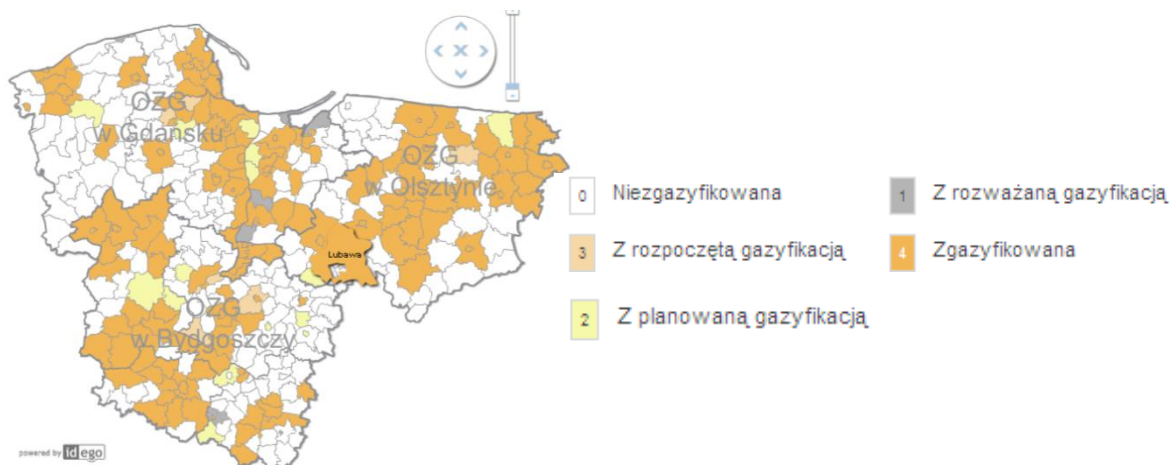 OZG
w Gdańsku
OZG
w Olsztynie
Lubawa
OZG
w Bydgoszczy
0 Niezgazyfikowana
1 Z rozważaną gazyfikacją
3 Z rozpoczętą gazyfikacją
4 Zgazyfikowana
2 Z planowaną gazyfikacją
powered by idego